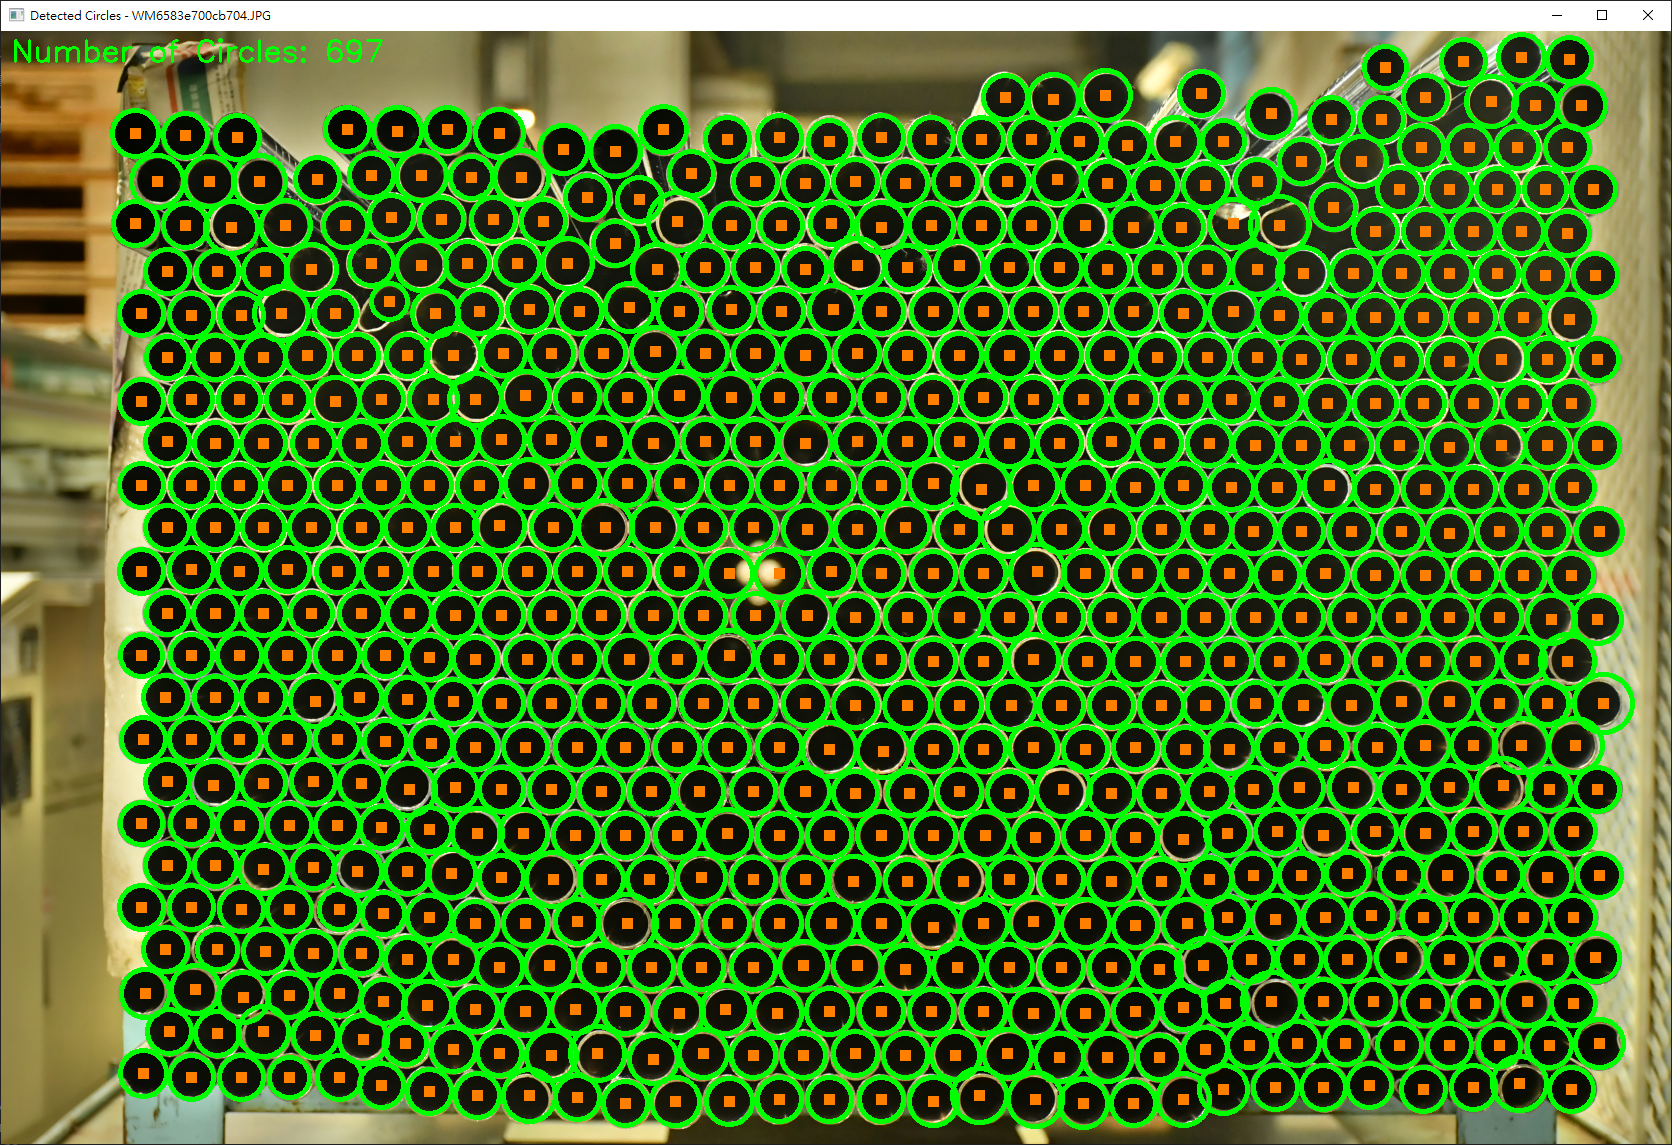 Detected Circles - WM6583e700cb704.JPG
Number of Circles: 697